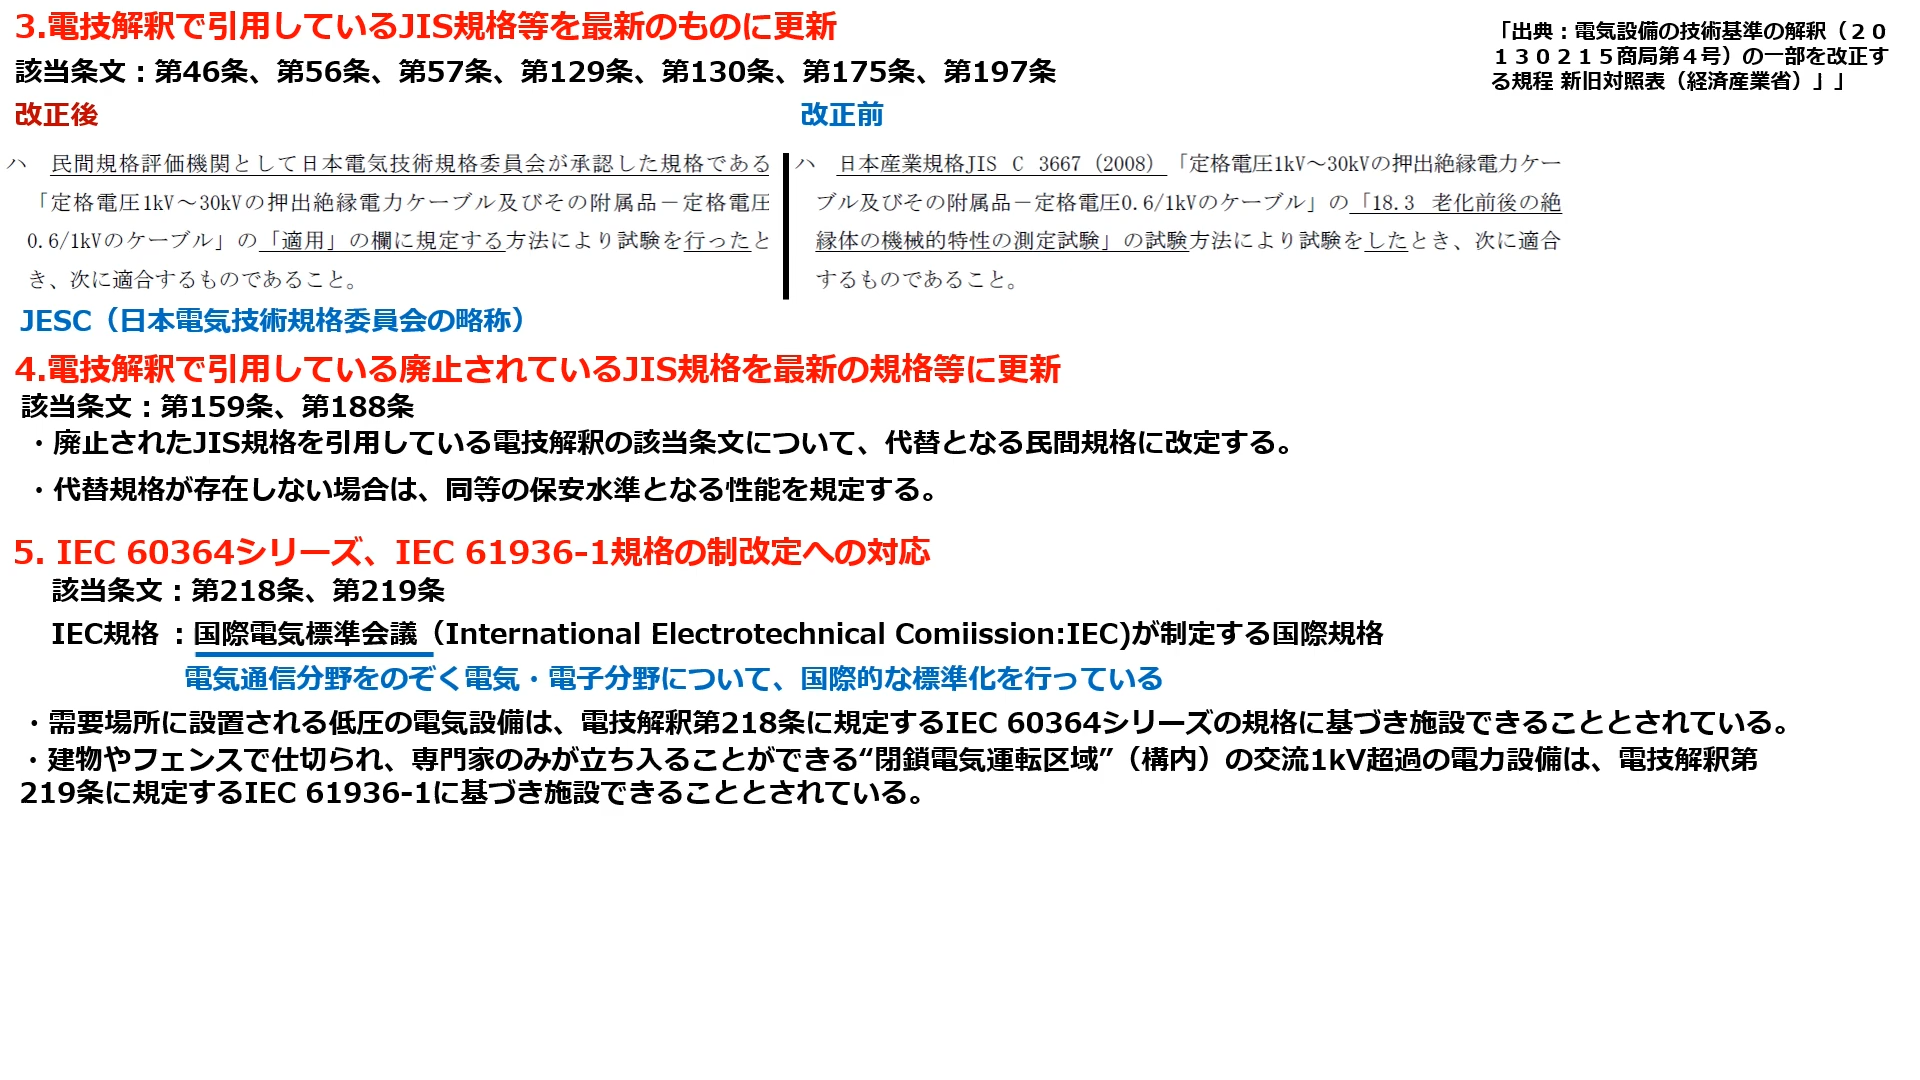 3.電技解釈で引用しているJIS規格等を最新のものに更新
「出典：電気設備の技術基準の解釈（２０
１３０２１５商局第４号）の一部を改正す
る規程 新旧対照表（経済産業省）」」
該当条文：第46条、第56条、第57条、第129条、第130条、第175条、第197条
改正後
ハ　民間規格評価機関として日本電気技術規格委員会が承認した規格である
「定格電圧1kV～30kVの押出絶縁電力ケーブル及びその附属品－定格電圧
0.6/1kVのケーブル」の「適用」の欄に規定する方法により試験を行ったと
き、次に適合するものであること。
改正前
ハ　日本産業規格JIS C 3667（2008）「定格電圧1kV～30kVの押出絶縁電力ケー
ブル及びその附属品－定格電圧0.6/1kVのケーブル」の「18.3　老化前後の絶
縁体の機械的特性の測定試験」の試験方法により試験をしたとき、次に適合
するものであること。
JESC（日本電気技術規格委員会の略称）
4.電技解釈で引用している廃止されているJIS規格を最新の規格等に更新
該当条文：第159条、第188条
・廃止されたJIS規格を引用している電技解釈の該当条文について、代替となる民間規格に改定する。
・代替規格が存在しない場合は、同等の保安水準となる性能を規定する。
5. IEC 60364シリーズ、IEC 61936-1規格の制改定への対応
該当条文：第218条、第219条
IEC規格 ：国際電気標準会議（International Electrotechnical Comiission:IEC)が制定する国際規格
電気通信分野をのぞく電気・電子分野について、国際的な標準化を行っている
・需要場所に設置される低圧の電気設備は、電技解釈第218条に規定するIEC 60364シリーズの規格に基づき施設できることとされている。
・建物やフェンスで仕切られ、専門家のみが立ち入ることができる“閉鎖電気運転区域”（構内）の交流1kV超過の電力設備は、電技解釈第
219条に規定するIEC 61936-1に基づき施設できることとされている。